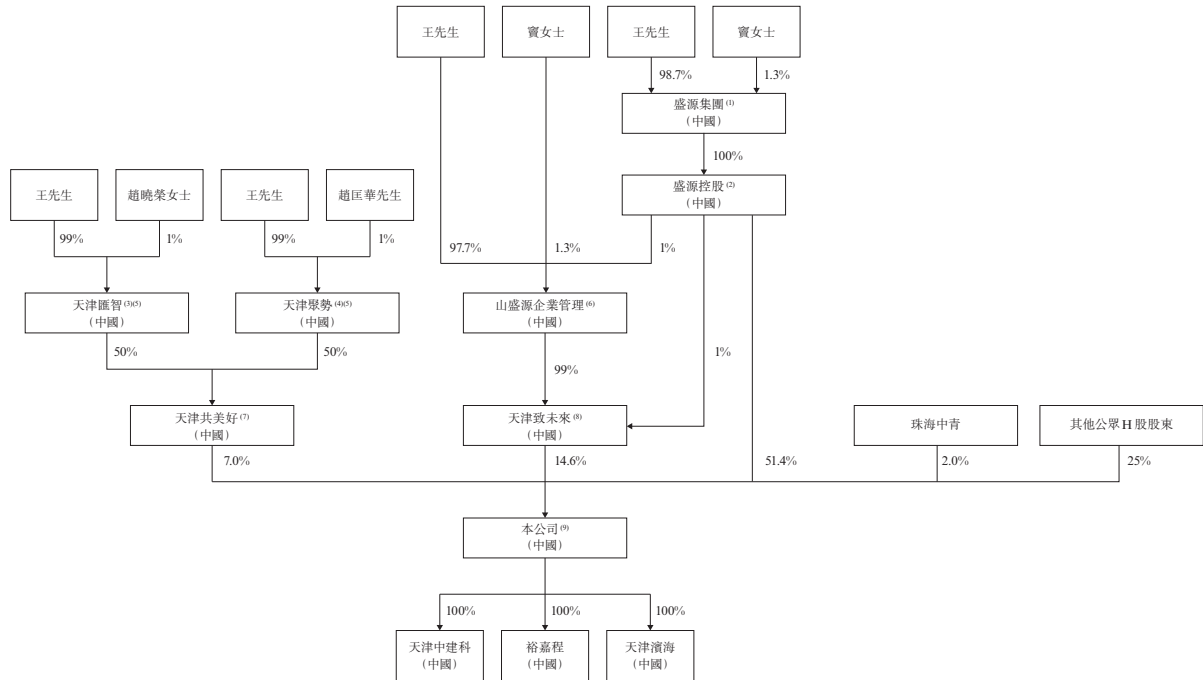 王先生
竇女士
王先生
竇女士
98.7%
1.3%
盛源集團(1)
（中國）
100%
王先生
趙曉榮女士
王先生
趙匡華先生
盛源控股(2)
（中國）
99%
1%
99%
1%
97.7%
1.3%
1%
天津匯智(3)(5)
（中國）
天津聚勢(4)(5)
（中國）
山盛源企業管理(6)
（中國）
50%
50%
99%
1%
天津共美好(7)
（中國）
天津致未來(8)
（中國）
珠海中青
其他公眾H股股東
7.0%
14.6%
51.4%
2.0%
25%
本公司(9)
（中國）
100%
100%
100%
天津中建科
（中國）
裕嘉程
（中國）
天津濱海
（中國）